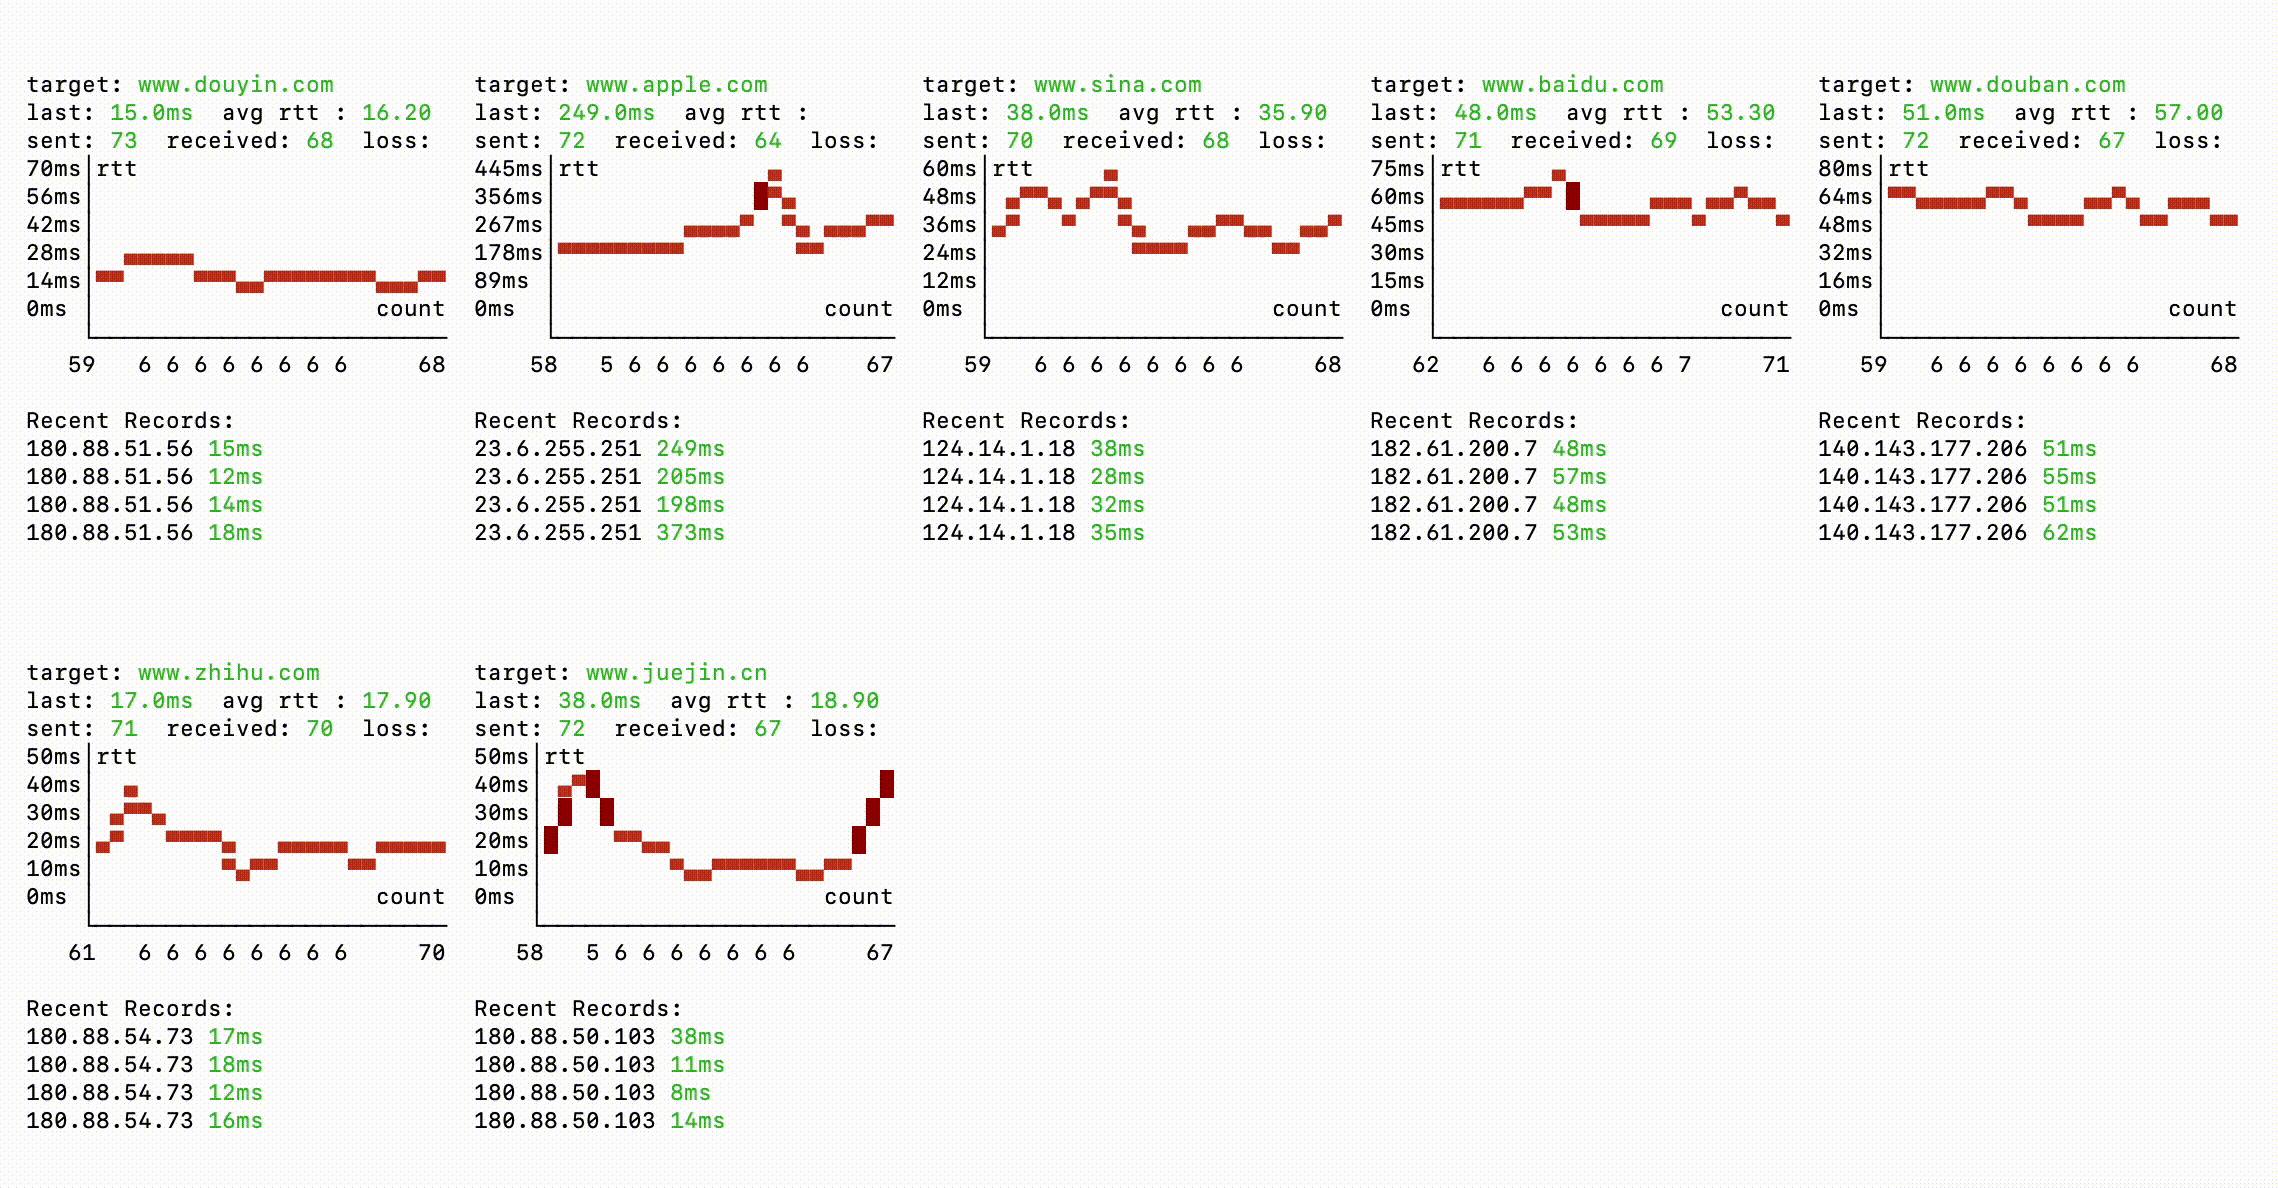 target: www.douyin.com
last: 15.0ms  avg rtt : 16.20
sent: 73  received: 68  loss:
70ms rtt
56ms
42ms
28ms
14ms
0ms count
59 6 6 6 6 6 6 6 6 68
Recent Records:
180.88.51.56 15ms
180.88.51.56 12ms
180.88.51.56 14ms
180.88.51.56 18ms
target: www.apple.com
last: 249.0ms  avg rtt :
sent: 72  received: 64  loss:
445ms rtt
356ms
267ms
178ms
89ms
0ms count
58 5 6 6 6 6 6 6 6 67
Recent Records:
23.6.255.251 249ms
23.6.255.251 205ms
23.6.255.251 198ms
23.6.255.251 373ms
target: www.sina.com
last: 38.0ms  avg rtt : 35.90
sent: 70  received: 68  loss:
60ms rtt
48ms
36ms
24ms
12ms
0ms count
59 6 6 6 6 6 6 6 6 68
Recent Records:
124.14.1.18 38ms
124.14.1.18 28ms
124.14.1.18 32ms
124.14.1.18 35ms
target: www.baidu.com
last: 48.0ms  avg rtt : 53.30
sent: 71  received: 69  loss:
75ms rtt
60ms
45ms
30ms
15ms
0ms count
62 6 6 6 6 6 6 6 7 71
Recent Records:
182.61.200.7 48ms
182.61.200.7 57ms
182.61.200.7 48ms
182.61.200.7 53ms
target: www.douban.com
last: 51.0ms  avg rtt : 57.00
sent: 72  received: 67  loss:
80ms rtt
64ms
48ms
32ms
16ms
0ms count
59 6 6 6 6 6 6 6 6 68
Recent Records:
140.143.177.206 51ms
140.143.177.206 55ms
140.143.177.206 51ms
140.143.177.206 62ms
target: www.zhihu.com
last: 17.0ms  avg rtt : 17.90
sent: 71  received: 70  loss:
50ms rtt
40ms
30ms
20ms
10ms
0ms count
61 6 6 6 6 6 6 6 6 70
Recent Records:
180.88.54.73 17ms
180.88.54.73 18ms
180.88.54.73 12ms
180.88.54.73 16ms
target: www.juejin.cn
last: 38.0ms  avg rtt : 18.90
sent: 72  received: 67  loss:
50ms rtt
40ms
30ms
20ms
10ms
0ms count
58 5 6 6 6 6 6 6 6 67
Recent Records:
180.88.50.103 38ms
180.88.50.103 11ms
180.88.50.103 8ms
180.88.50.103 14ms